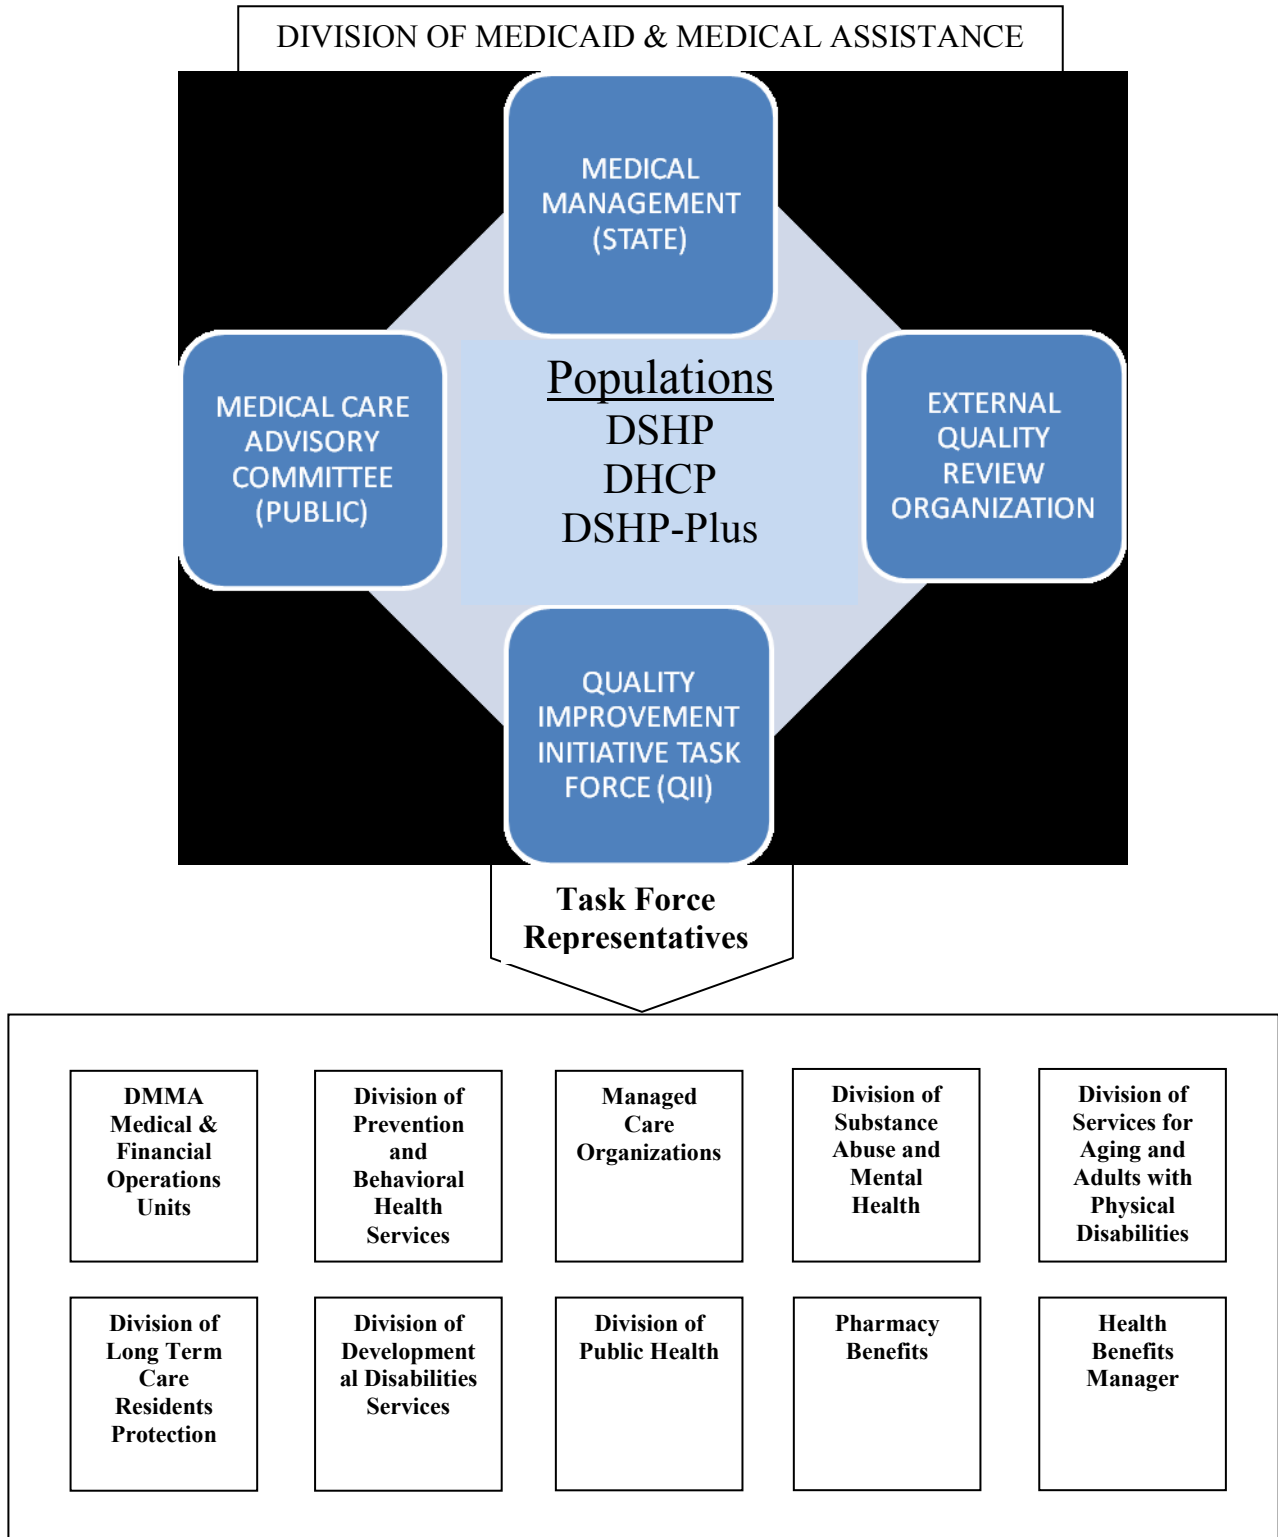 DIVISION OF MEDICAID & MEDICAL ASSISTANCE
MEDICAL
MANAGEMENT
(STATE)
MEDICAL CARE
ADVISORY
COMMITTEE
(PUBLIC)
Populations
DSHP
DHCP
DSHP-Plus
EXTERNAL
QUALITY
REVIEW
ORGANIZATION
QUALITY
IMPROVEMENT
INITIATIVE TASK
FORCE (QII)
Task Force
Representatives
DMMA
Medical &
Financial
Operations
Units
Division of
Prevention
and
Behavioral
Health
Services
Managed
Care
Organizations
Division of
Substance
Abuse and
Mental
Health
Division of
Services for
Aging and
Adults with
Physical
Disabilities
Division of
Long Term
Care
Residents
Protection
Division of
Development
al Disabilities
Services
Division of
Public Health
Pharmacy
Benefits
Health
Benefits
Manager